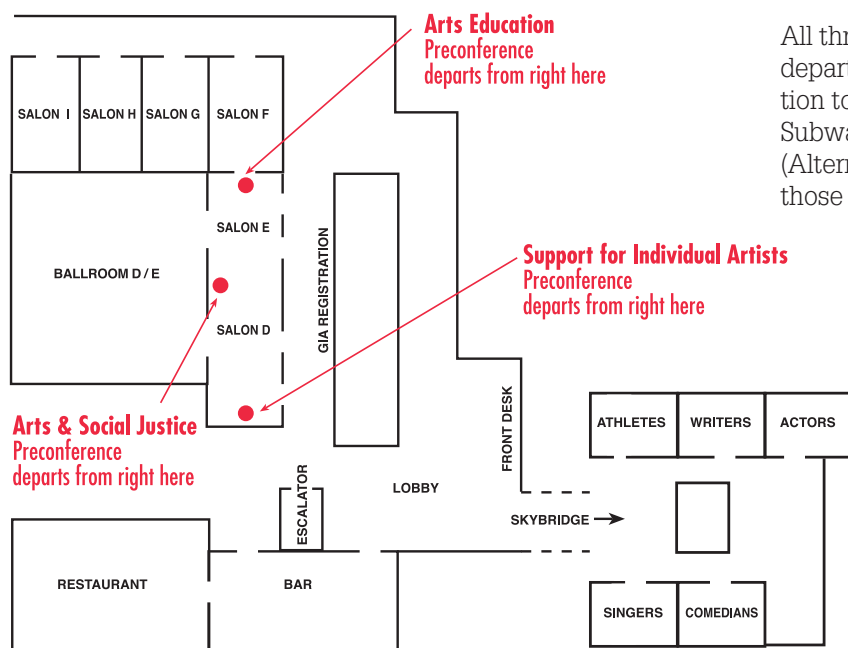 Arts Education
Preconference
departs from right here
All thr
depart
tion to
Subwa
(Altern
those
SALON I
SALON H
SALON G
SALON F
SALON E
BALLROOM D / E
SALON D
GIA REGISTRATION
Support for Individual Artists
Preconference
departs from right here
Arts & Social Justice
Preconference
departs from right here
FRONT DESK
ATHLETES
WRITERS
ACTORS
ESCALATOR
LOBBY
SKYBRIDGE
RESTAURANT
BAR
SINGERS
COMEDIANS